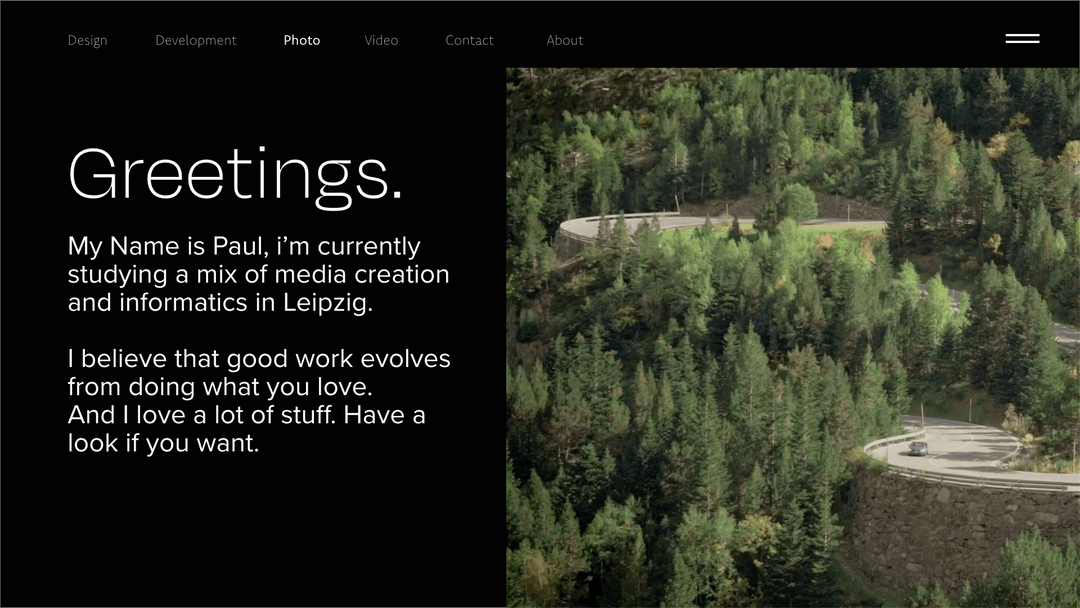 Design Development Photo Video Contact About
Greetings.
My Name is Paul, i’m currently
studying a mix of media creation
and informatics in Leipzig.
I believe that good work evolves
from doing what you love.
And I love a lot of stuff. Have a
look if you want.